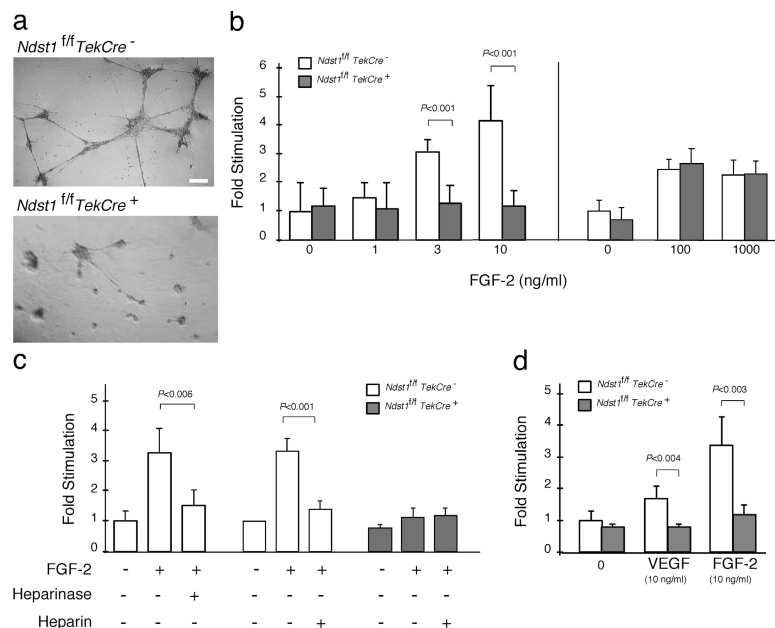 a
Ndst1 f/f TekCre -
Ndst1 f/f TekCre +
b
Ndst1 f/f TekCre -
Ndst1 f/f TekCre +
P<0.001
P<0.001
Fold Stimulation
6
5
4
3
2
1
0
0 1 3 10 0 100 1000
FGF-2 (ng/ml)
c
Ndst1 f/f TekCre -
Ndst1 f/f TekCre +
P<0.006
P<0.001
Fold Stimulation
5
4
3
2
1
0
FGF-2 - + + - + + - + +
Heparinase - - + - - - - - -
Heparin - - - - - + - - +
d
Ndst1 f/f TekCre -
Ndst1 f/f TekCre +
P<0.003
P<0.004
Fold Stimulation
5
4
3
2
1
0
0 VEGF FGF-2
(10 ng/ml) (10 ng/ml)